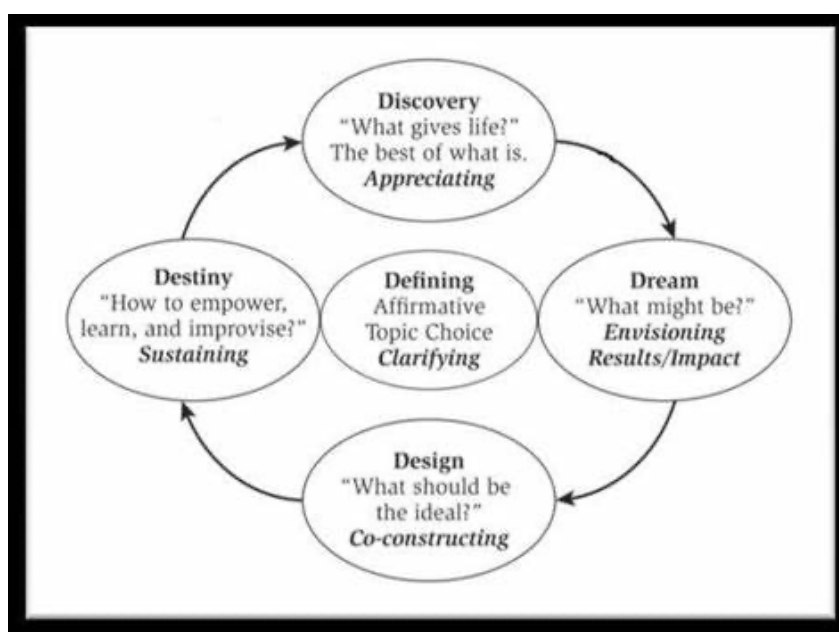 Discovery
“What gives life?”
The best of what is.
Appreciating
Destiny
“How to empower,
learn, and improvise?”
Sustaining
Defining
Affirmative
Topic Choice
Clarifying
Dream
“What might be?”
Envisioning
Results/Impact
Design
“What should be
the ideal?”
Co-constructing